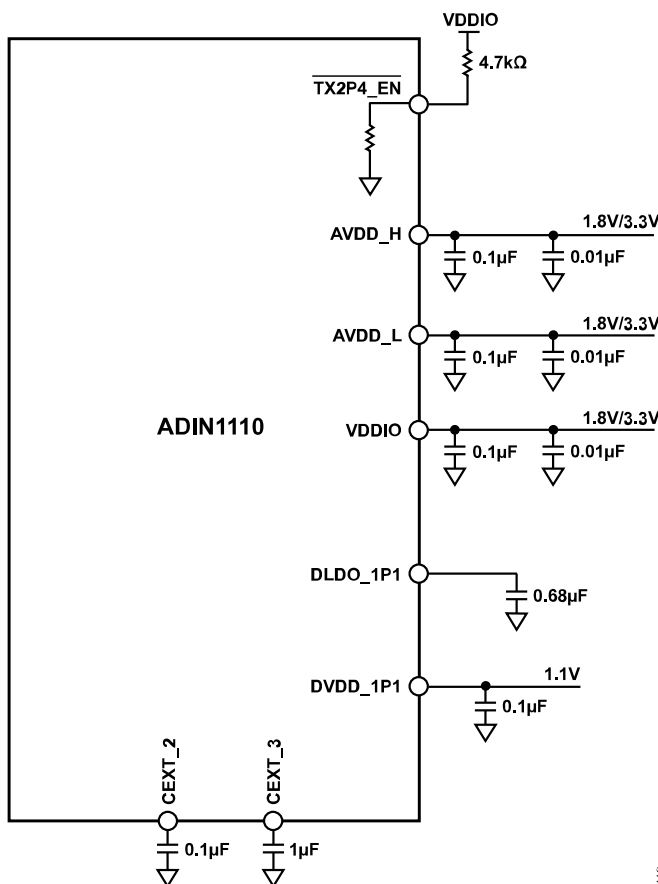 VDDIO
4.7kΩ
TX2P4_EN
AVDD_H
1.8V/3.3V
0.1µF
0.01µF
AVDD_L
1.8V/3.3V
0.1µF
0.01µF
ADIN1110
VDDIO
1.8V/3.3V
0.1µF
0.01µF
DLDO_1P1
0.68µF
DVDD_1P1
1.1V
0.1µF
CEXT_2
CEXT_3
0.1µF
1µF